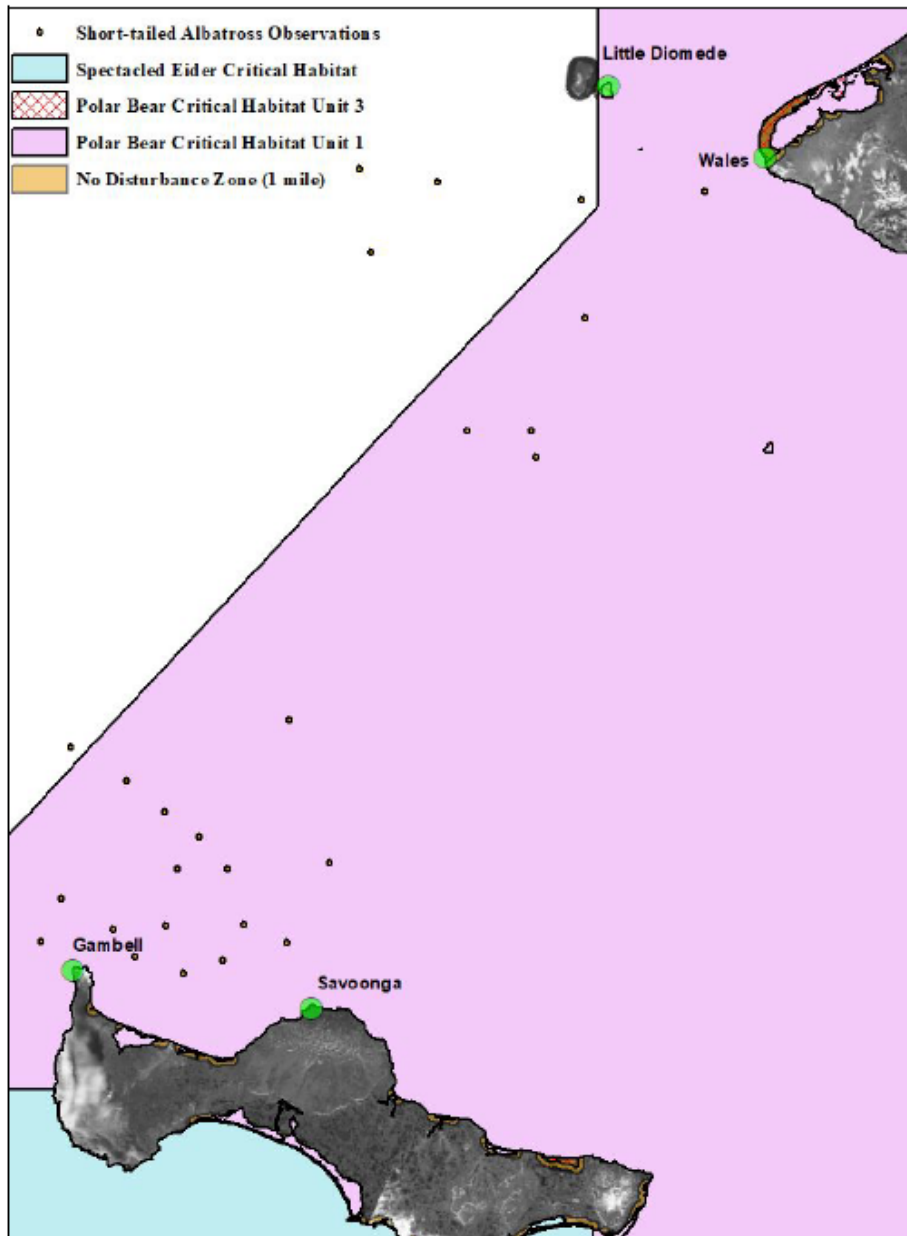 Short-tailed Albatross Observations
Spectacled Eider Critical Habitat
Polar Bear Critical Habitat Unit 3
Polar Bear Critical Habitat Unit 1
No Disturbance Zone (1 mile)
Little Diomede
Wales
Gambell
Savoonga